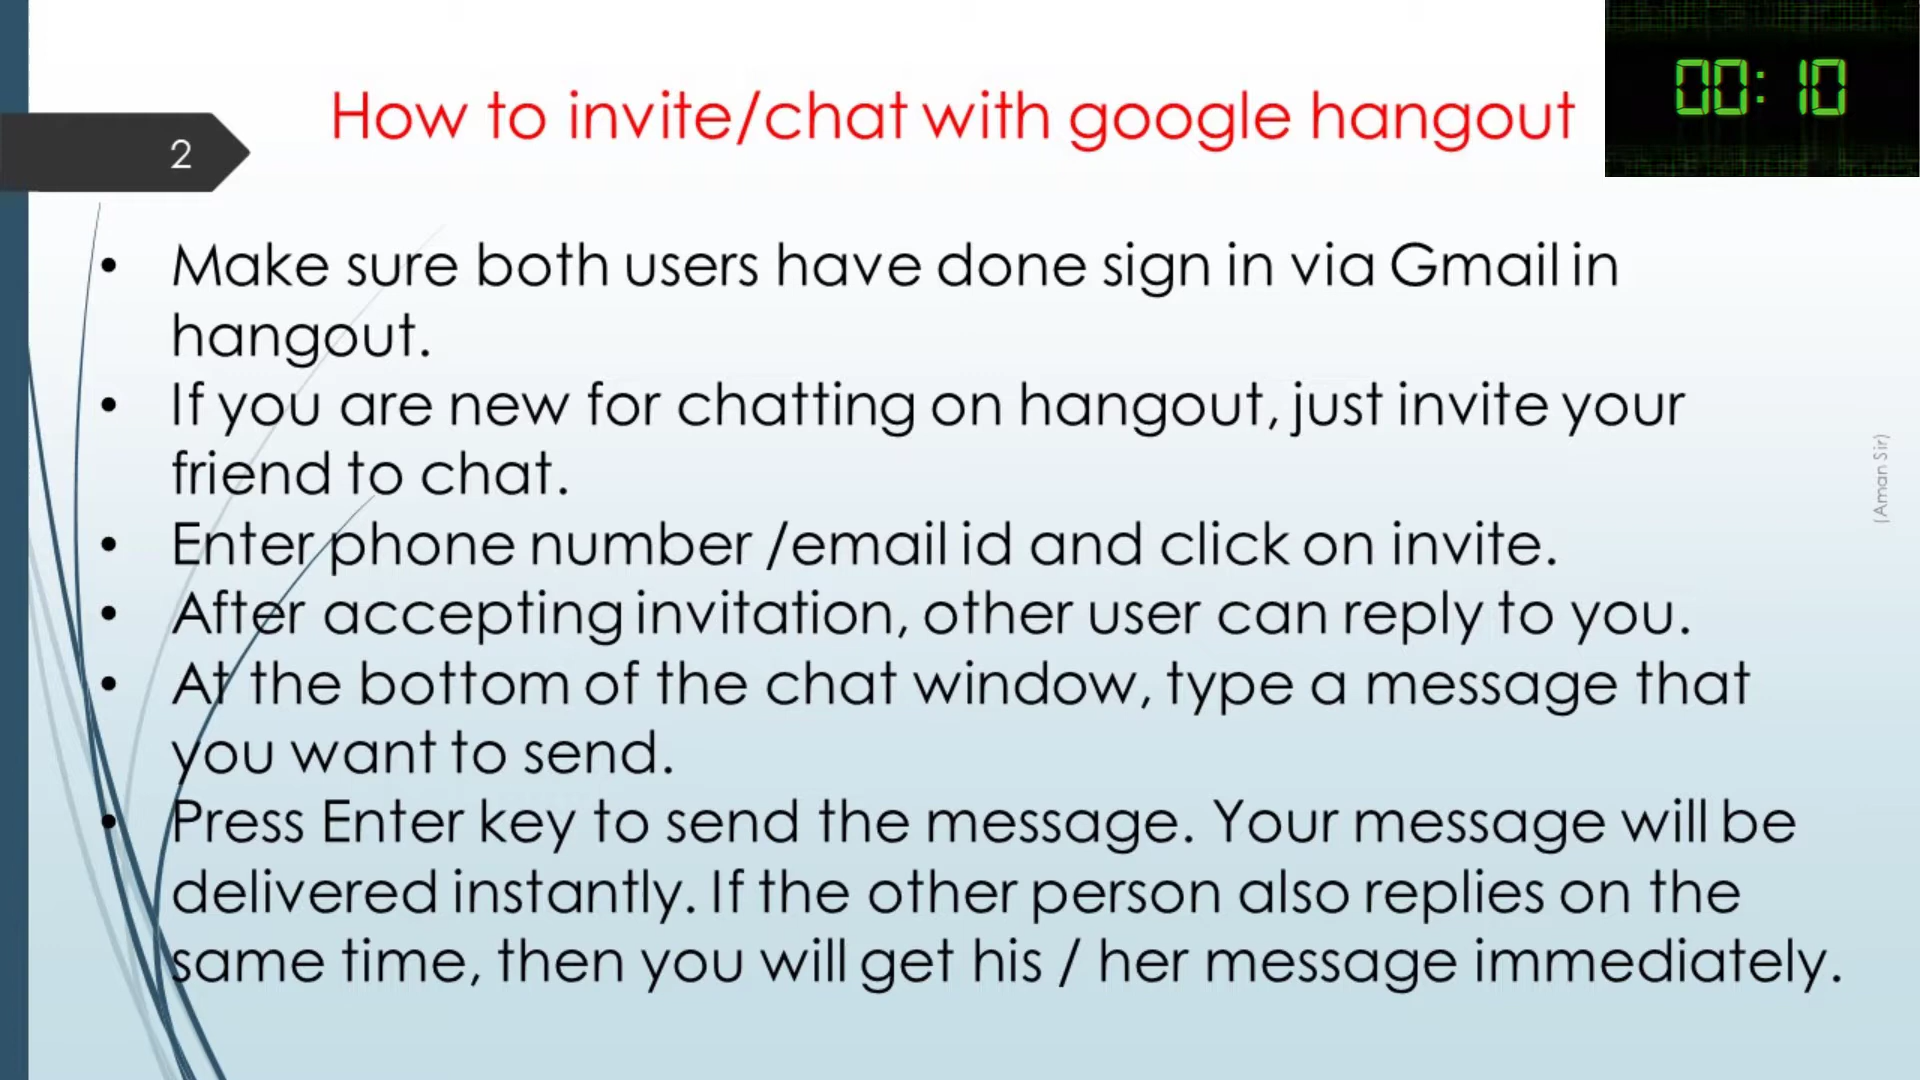 How to invite/chat with google hangout
00:10
2
• Make sure both users have done sign in via Gmail in
hangout.
• If you are new for chatting on hangout, just invite your
friend to chat.
• Enter phone number /email id and click on invite.
• After accepting invitation, other user can reply to you.
• At the bottom of the chat window, type a message that
you want to send.
• Press Enter key to send the message. Your message will be
delivered instantly. If the other person also replies on the
same time, then you will get his / her message immediately.
(Aman Sir)